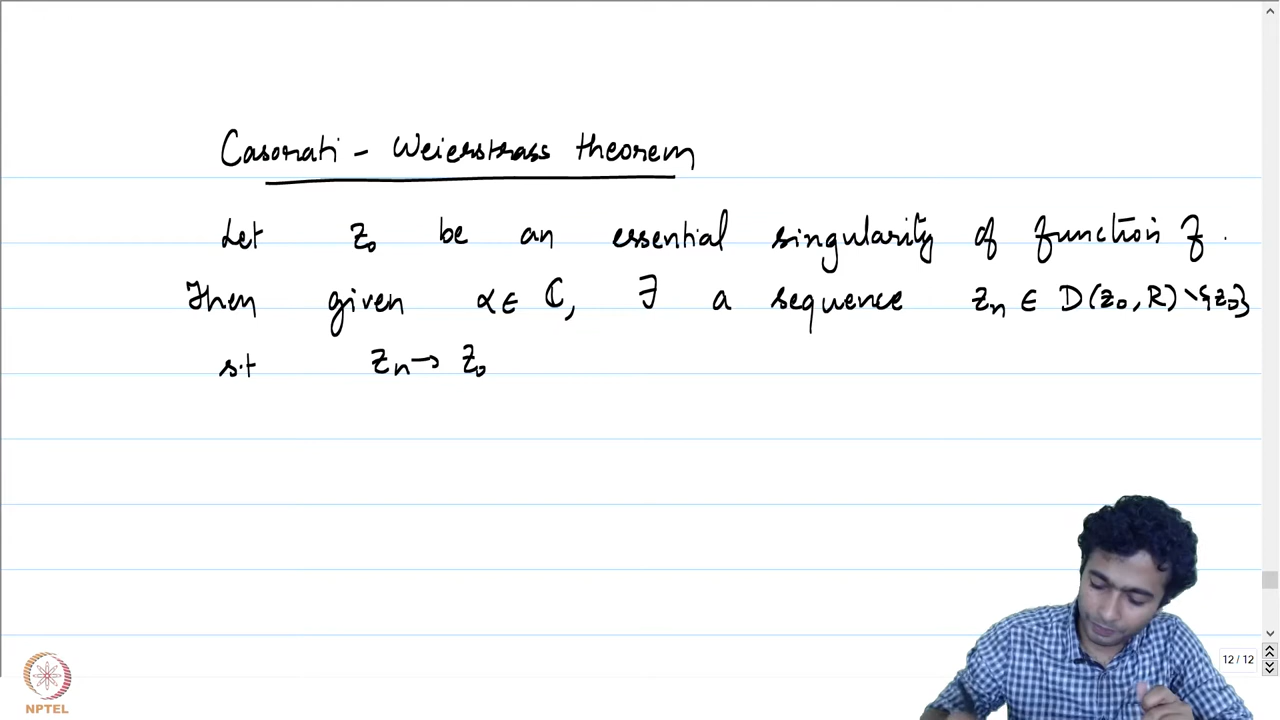 Casorati - Weierstrass theorem
Let z₀ be an essential singularity of function f.
Then given α ∈ ℂ, ∃ a sequence zₙ ∈ D(z₀, R) \ {z₀}
s.t zₙ → z₀
12 / 12
NPTEL